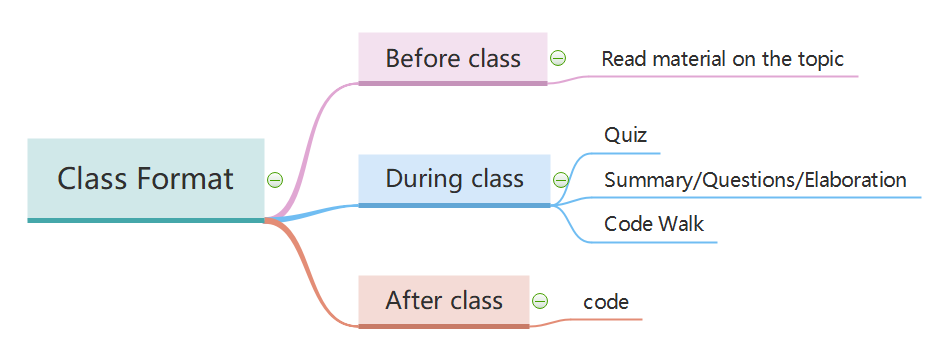 Class Format
Before class
Read material on the topic
During class
Quiz
Summary/Questions/Elaboration
Code Walk
After class
code